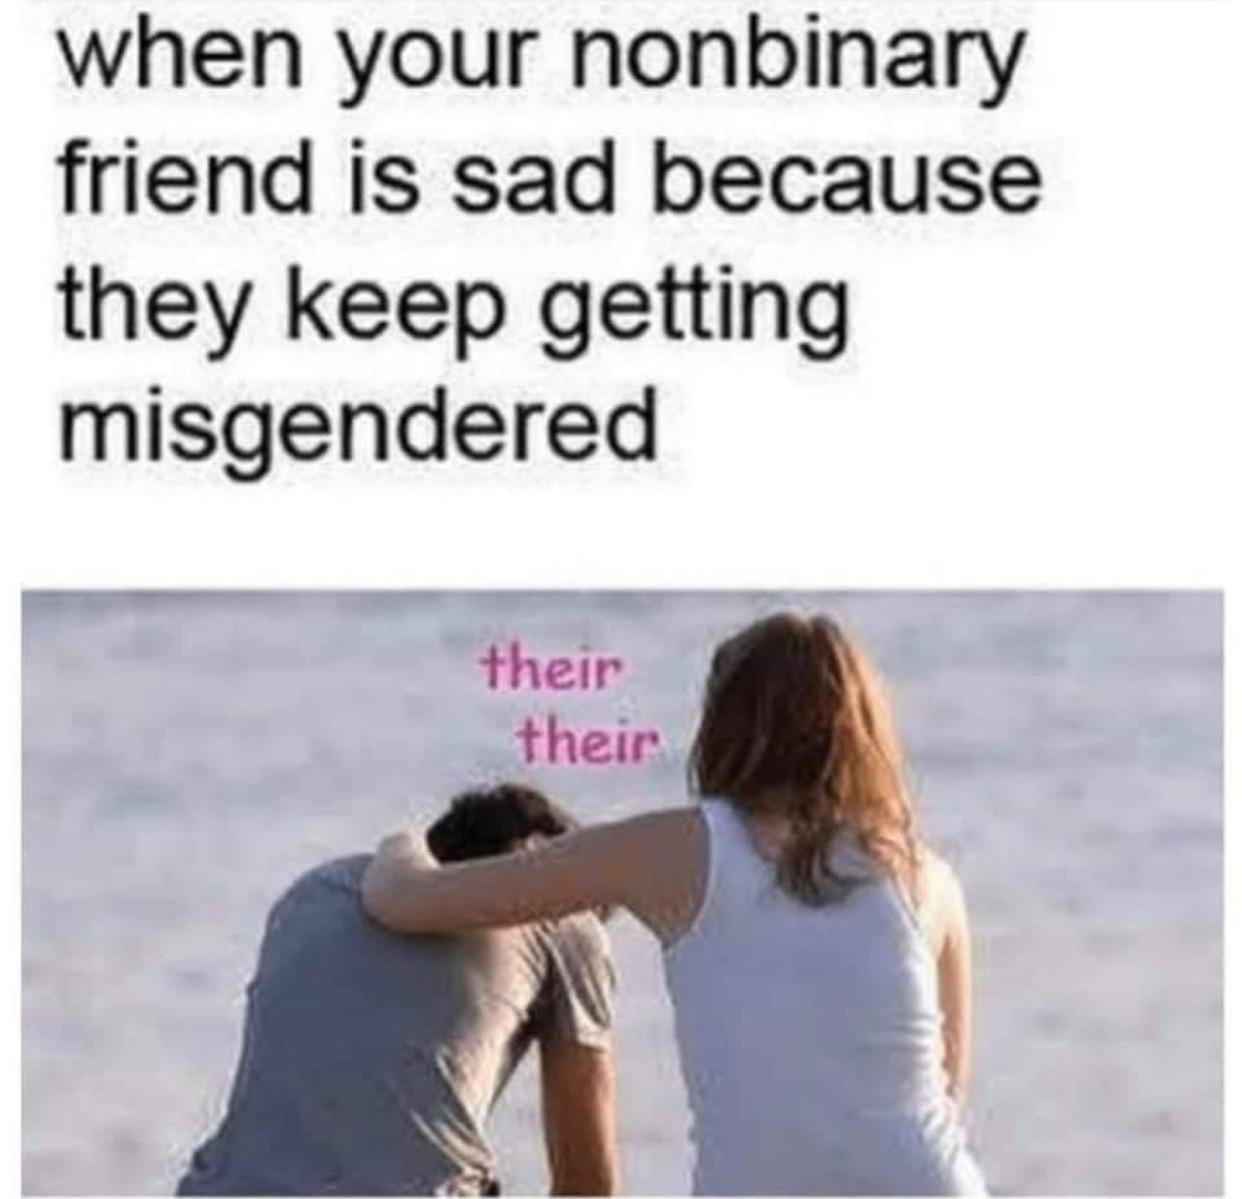 when your nonbinary
friend is sad because
they keep getting
misgendered
their
their